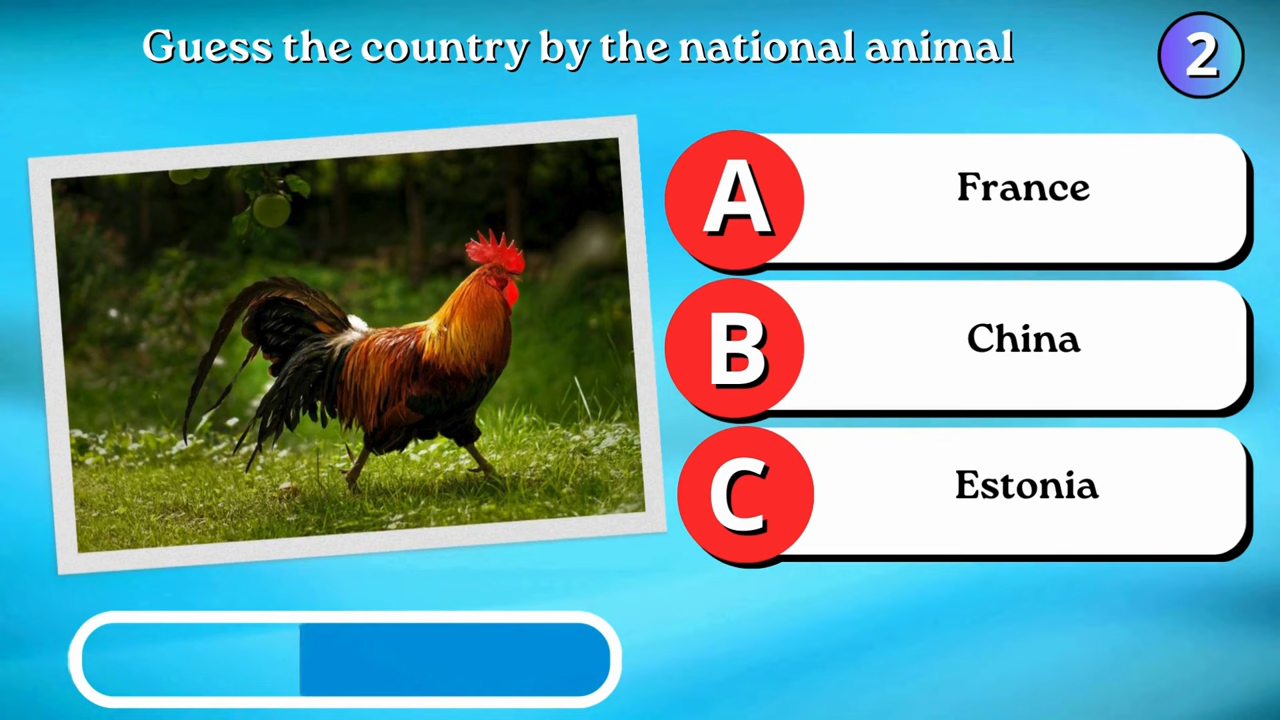 Guess the country by the national animal
2
A
France
B
China
C
Estonia